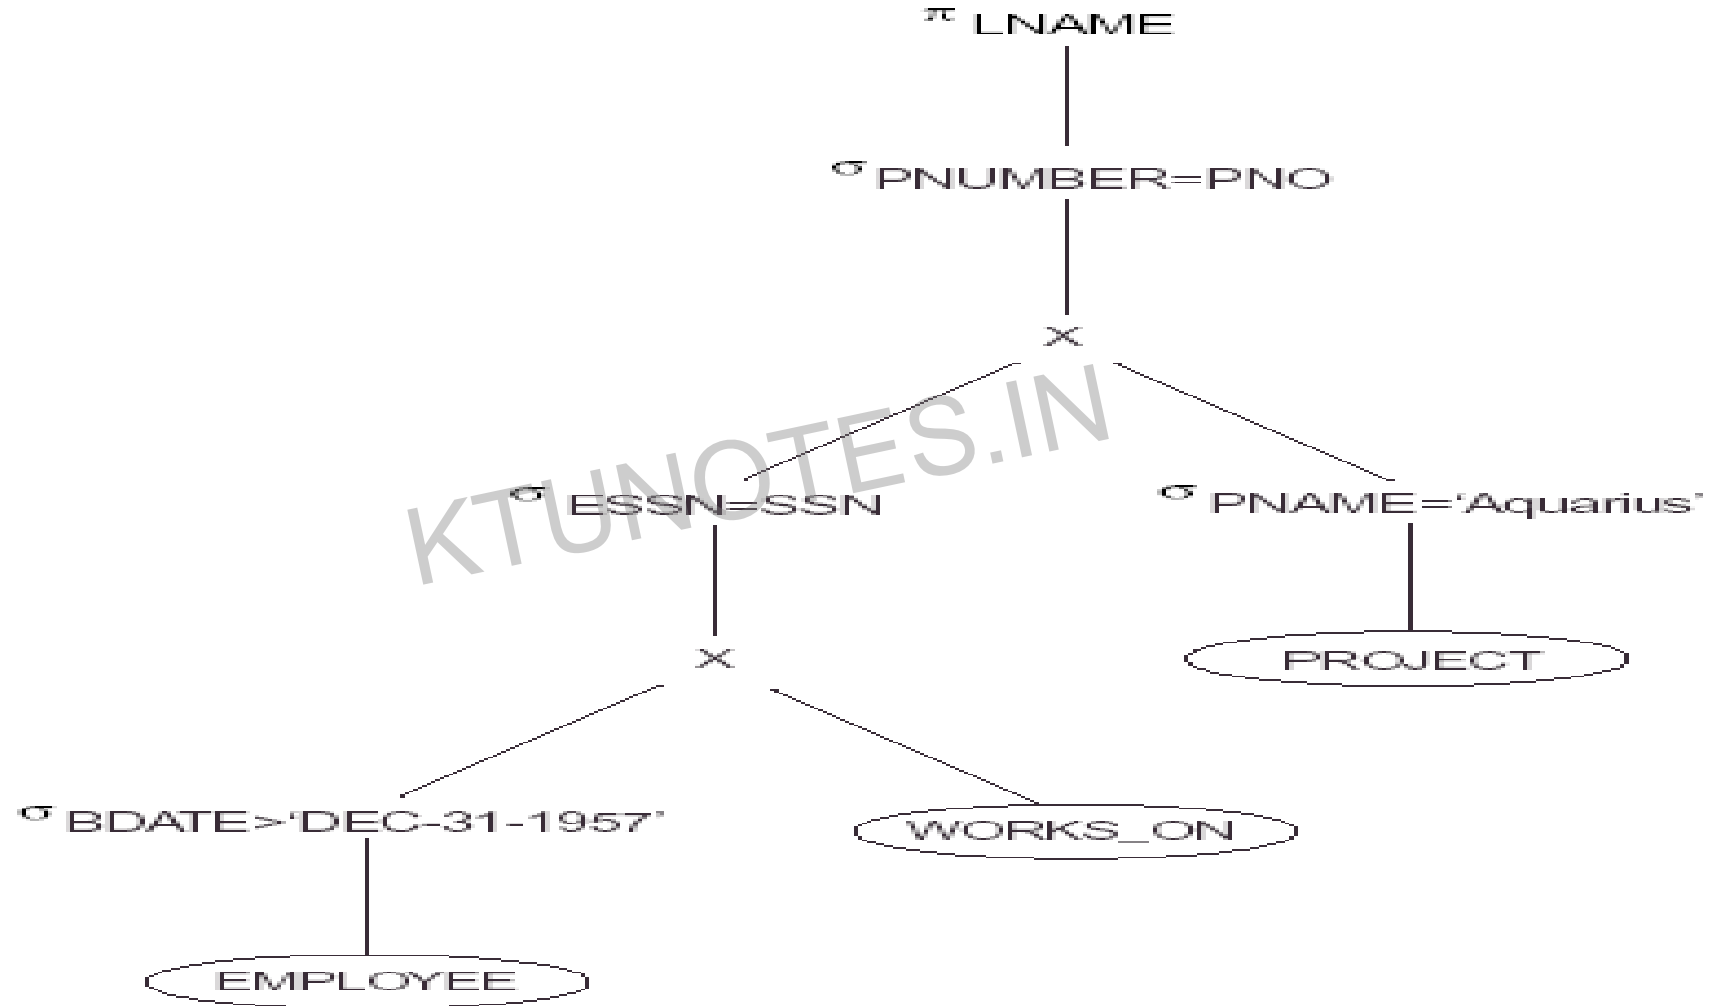 π LNAME
σ PNUMBER=PNO
X
KTUNOTES.IN
σ ESSN=SSN
σ PNAME=‘Aquarius’
X
PROJECT
σ BDATE>‘DEC-31-1957’
WORKS_ON
EMPLOYEE